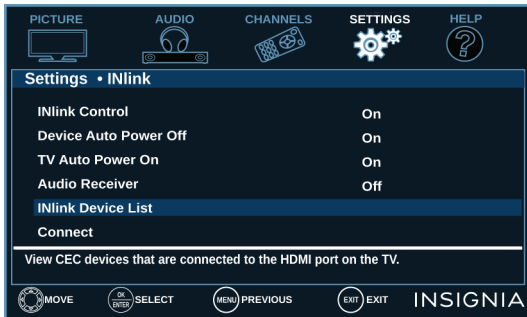 PICTURE AUDIO CHANNELS SETTINGS HELP
Settings • INlink
INlink Control On
Device Auto Power Off On
TV Auto Power On On
Audio Receiver Off
INlink Device List
Connect
View CEC devices that are connected to the HDMI port on the TV.
MOVE OK ENTER SELECT MENU PREVIOUS EXIT EXIT INSIGNIA